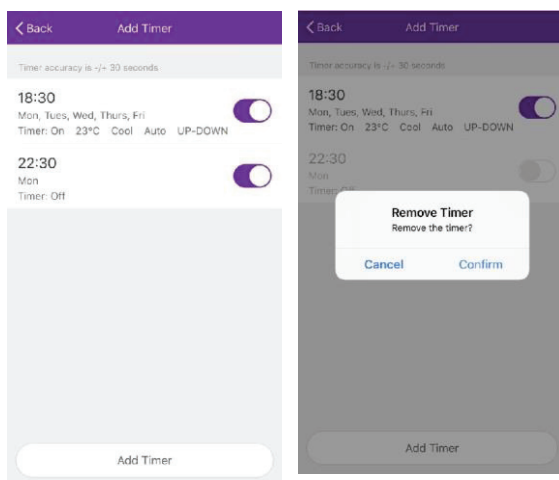 Back
Add Timer
Timer accuracy is -/+ 30 seconds
18:30
Mon, Tues, Wed, Thurs, Fri
Timer: On 23°C Cool Auto UP-DOWN
22:30
Mon
Timer: Off
Add Timer
Back
Add Timer
Timer accuracy is -/+ 30 seconds
18:30
Mon, Tues, Wed, Thurs, Fri
Timer: On 23°C Cool Auto UP-DOWN
22:30
Mon
Timer:
Remove Timer
Remove the timer?
Cancel
Confirm
Add Timer